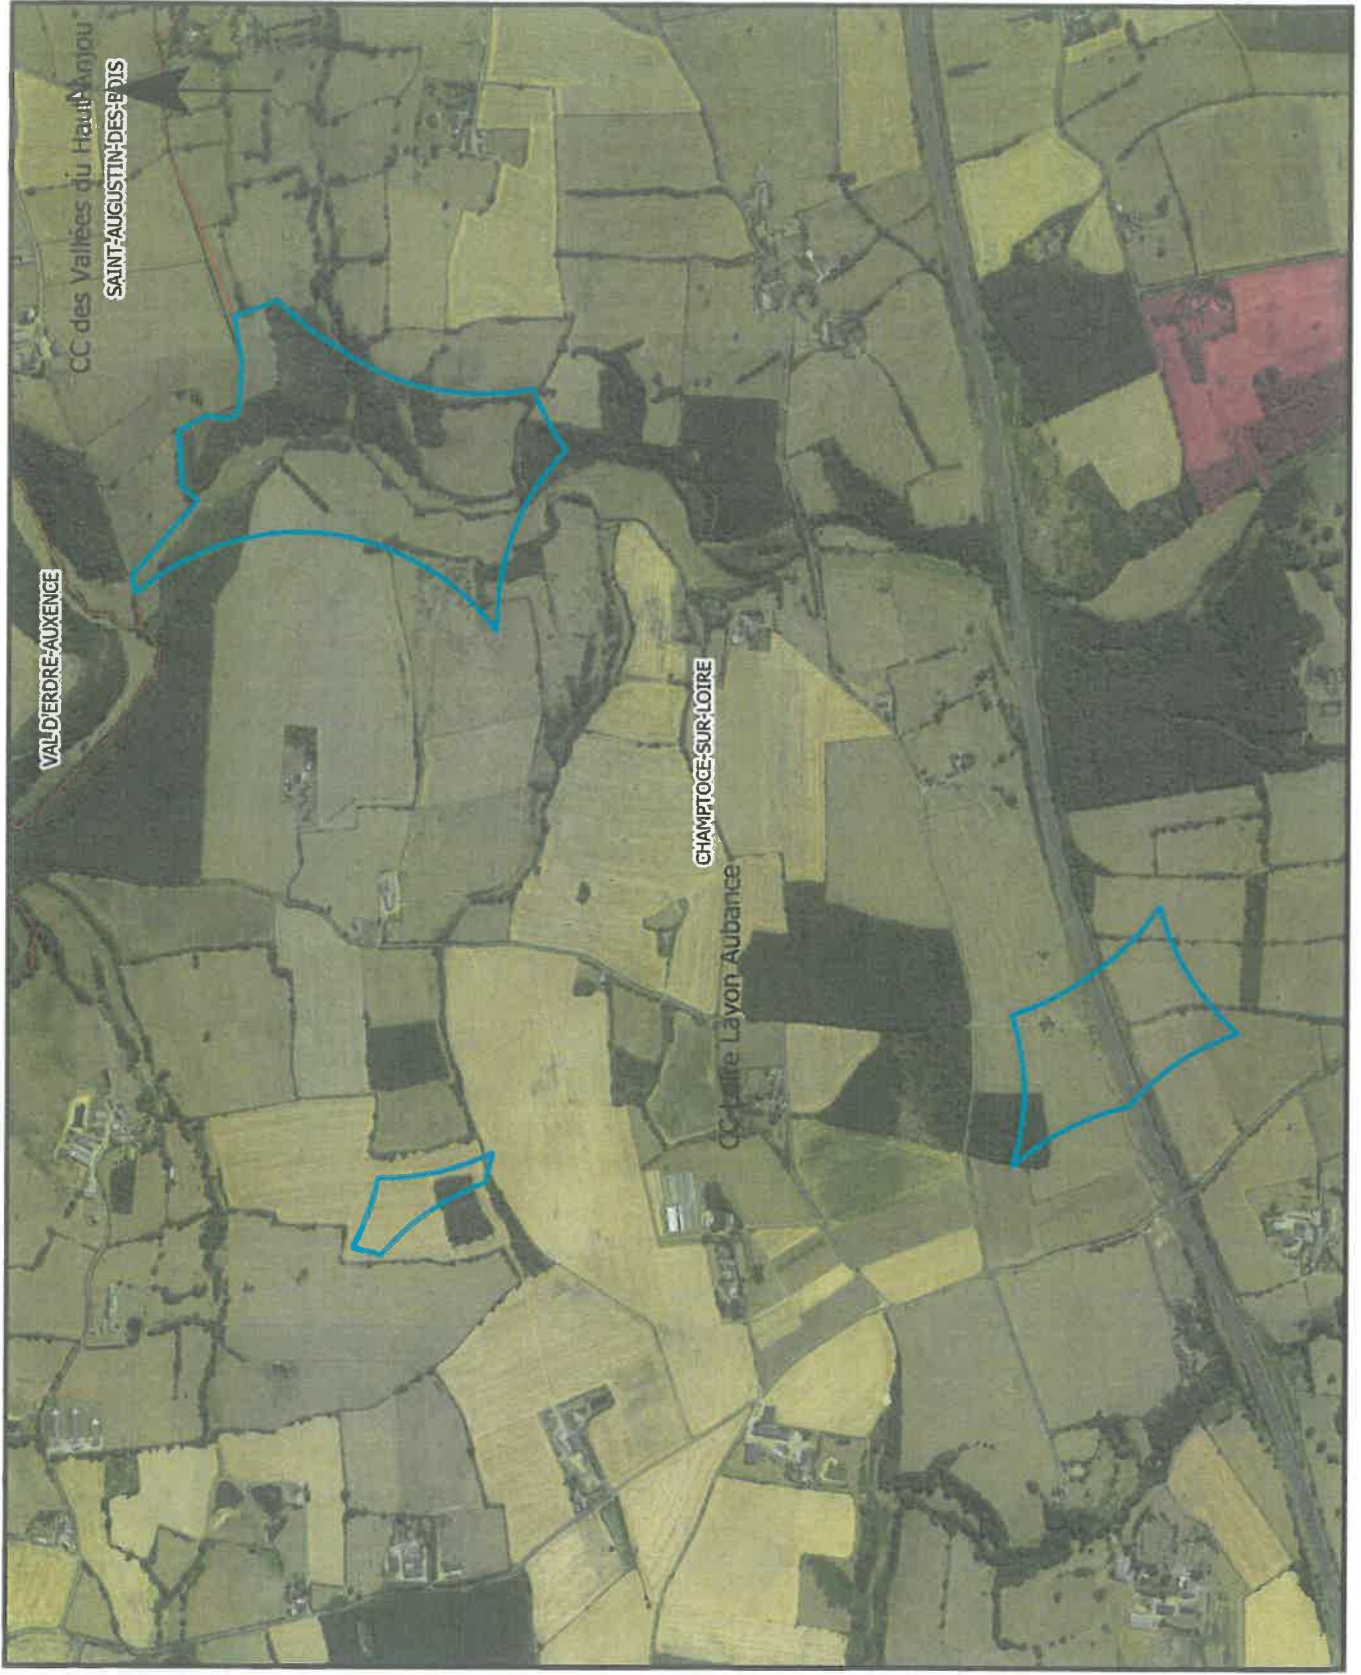 CC des Vallées du Haut Anjou
SAINT-AUGUSTIN-DES-BOIS
VAL D'ERDRE-AUXENCE
CHAMPTOCE-SUR-LOIRE
CC Loire Layon Aubance